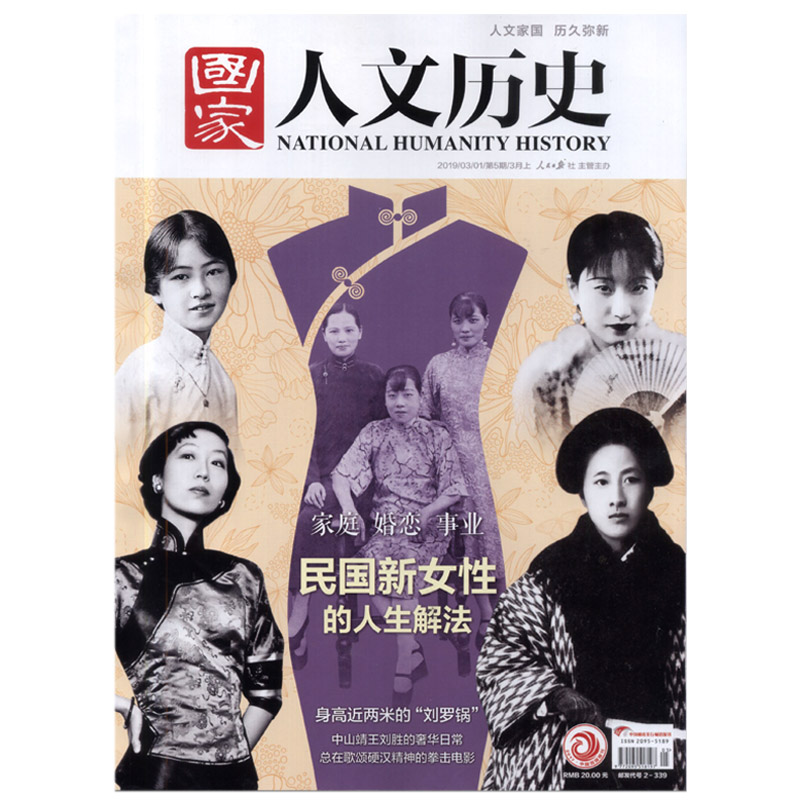 人文家国 历久弥新
國家
人文历史
NATIONAL HUMANITY HISTORY
2019/03/01/第5期/3月上 人民日报 社 主管主办
家庭 婚恋 事业
民国新女性
的人生解法
身高近两米的“刘罗锅”
中山靖王刘胜的奢华日常
总在歌颂硬汉精神的拳击电影
ISSN 2095-5189
RMB 20.00 元
邮发代号 2-339